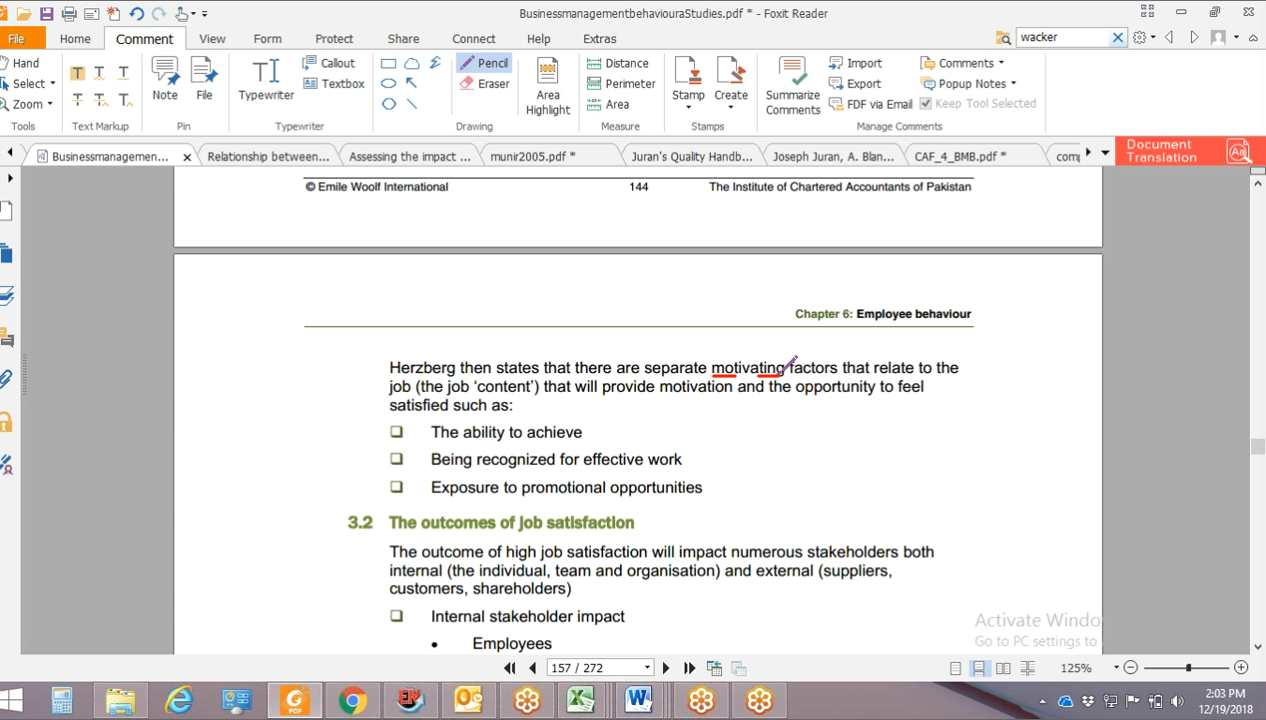 BusinessmanagementbehaviouraStudies.pdf * - Foxit Reader
File Home Comment View Form Protect Share Connect Help Extras
wacker
Hand
Select
Zoom
Tools
Text Markup
Note File
Pin
Typewriter
Callout
Textbox
Typewriter
Pencil
Eraser
Area
Highlight
Drawing
Distance
Perimeter
Area
Measure
Stamp Create
Stamps
Summarize
Comments
Import
Export
FDF via Email
Comments
Popup Notes
Keep Tool Selected
Manage Comments
Businessmanagemen... Relationship between... Assessing the impact ... munir2005.pdf * Juran's Quality Handb... Joseph Juran, A. Blan... CAF_4_BMB.pdf * com
Document
Translation
© Emile Woolf International 144 The Institute of Chartered Accountants of Pakistan
Chapter 6: Employee behaviour
Herzberg then states that there are separate motivating factors that relate to the
job (the job ‘content’) that will provide motivation and the opportunity to feel
satisfied such as:
❑ The ability to achieve
❑ Being recognized for effective work
❑ Exposure to promotional opportunities
3.2 The outcomes of job satisfaction
The outcome of high job satisfaction will impact numerous stakeholders both
internal (the individual, team and organisation) and external (suppliers,
customers, shareholders)
❑ Internal stakeholder impact
• Employees
Activate Windo
Go to PC settings to
157 / 272
125%
2:03 PM
12/19/2018